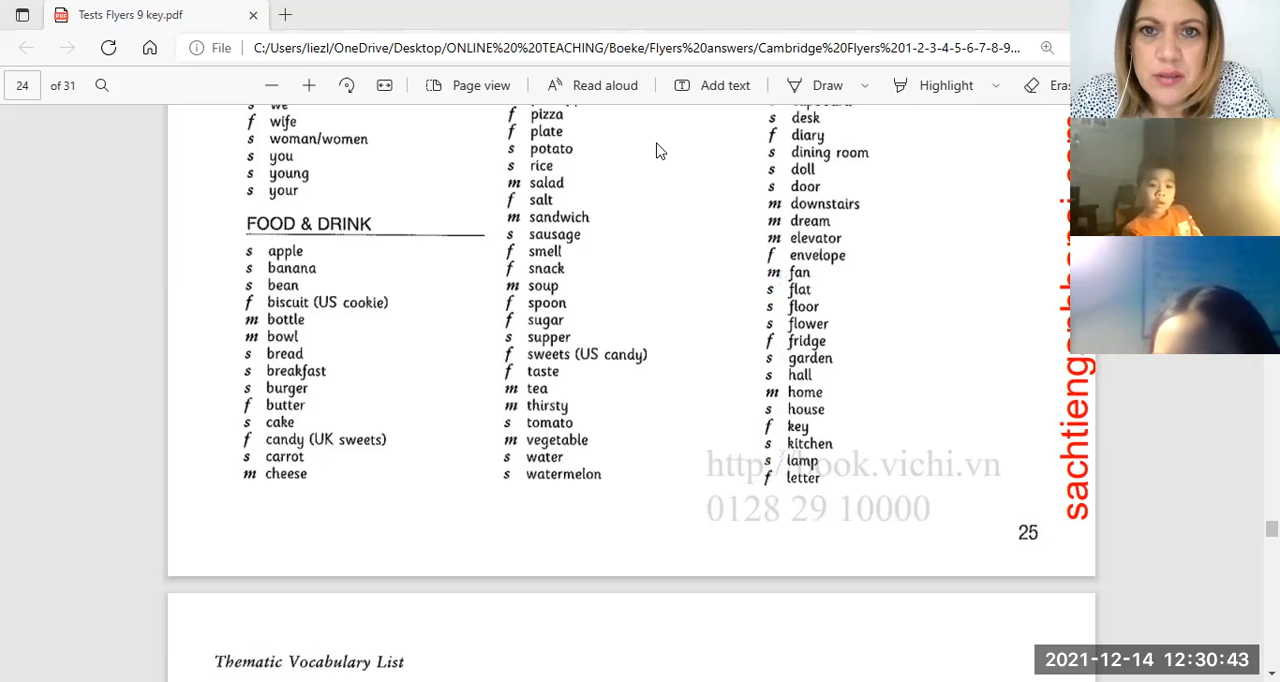 Tests Flyers 9 key.pdf
File
C:/Users/liezl/OneDrive/Desktop/ONLINE%20%20TEACHING/Boeke/Flyers%20answers/Cambridge%20Flyers%201-2-3-4-5-6-7-8-9...
24 of 31
Page view
Read aloud
Add text
Draw
Highlight
s we
f wife
s woman/women
s you
s young
s your
FOOD & DRINK
s apple
s banana
s bean
f biscuit (US cookie)
m bottle
m bowl
s bread
s breakfast
s burger
f butter
s cake
f candy (UK sweets)
s carrot
m cheese
f pizza
f plate
s potato
s rice
m salad
f salt
m sandwich
s sausage
f smell
f snack
m soup
f spoon
f sugar
s supper
f sweets (US candy)
f taste
m tea
m thirsty
s tomato
m vegetable
s water
s watermelon
s desk
f diary
s dining room
s doll
s door
m downstairs
m dream
m elevator
f envelope
m fan
s flat
s floor
s flower
f fridge
s garden
s hall
m home
s house
f key
s kitchen
s lamp
f letter
http://book.vichi.vn
0128 29 10000
25
Thematic Vocabulary List
2021-12-14 12:30:43